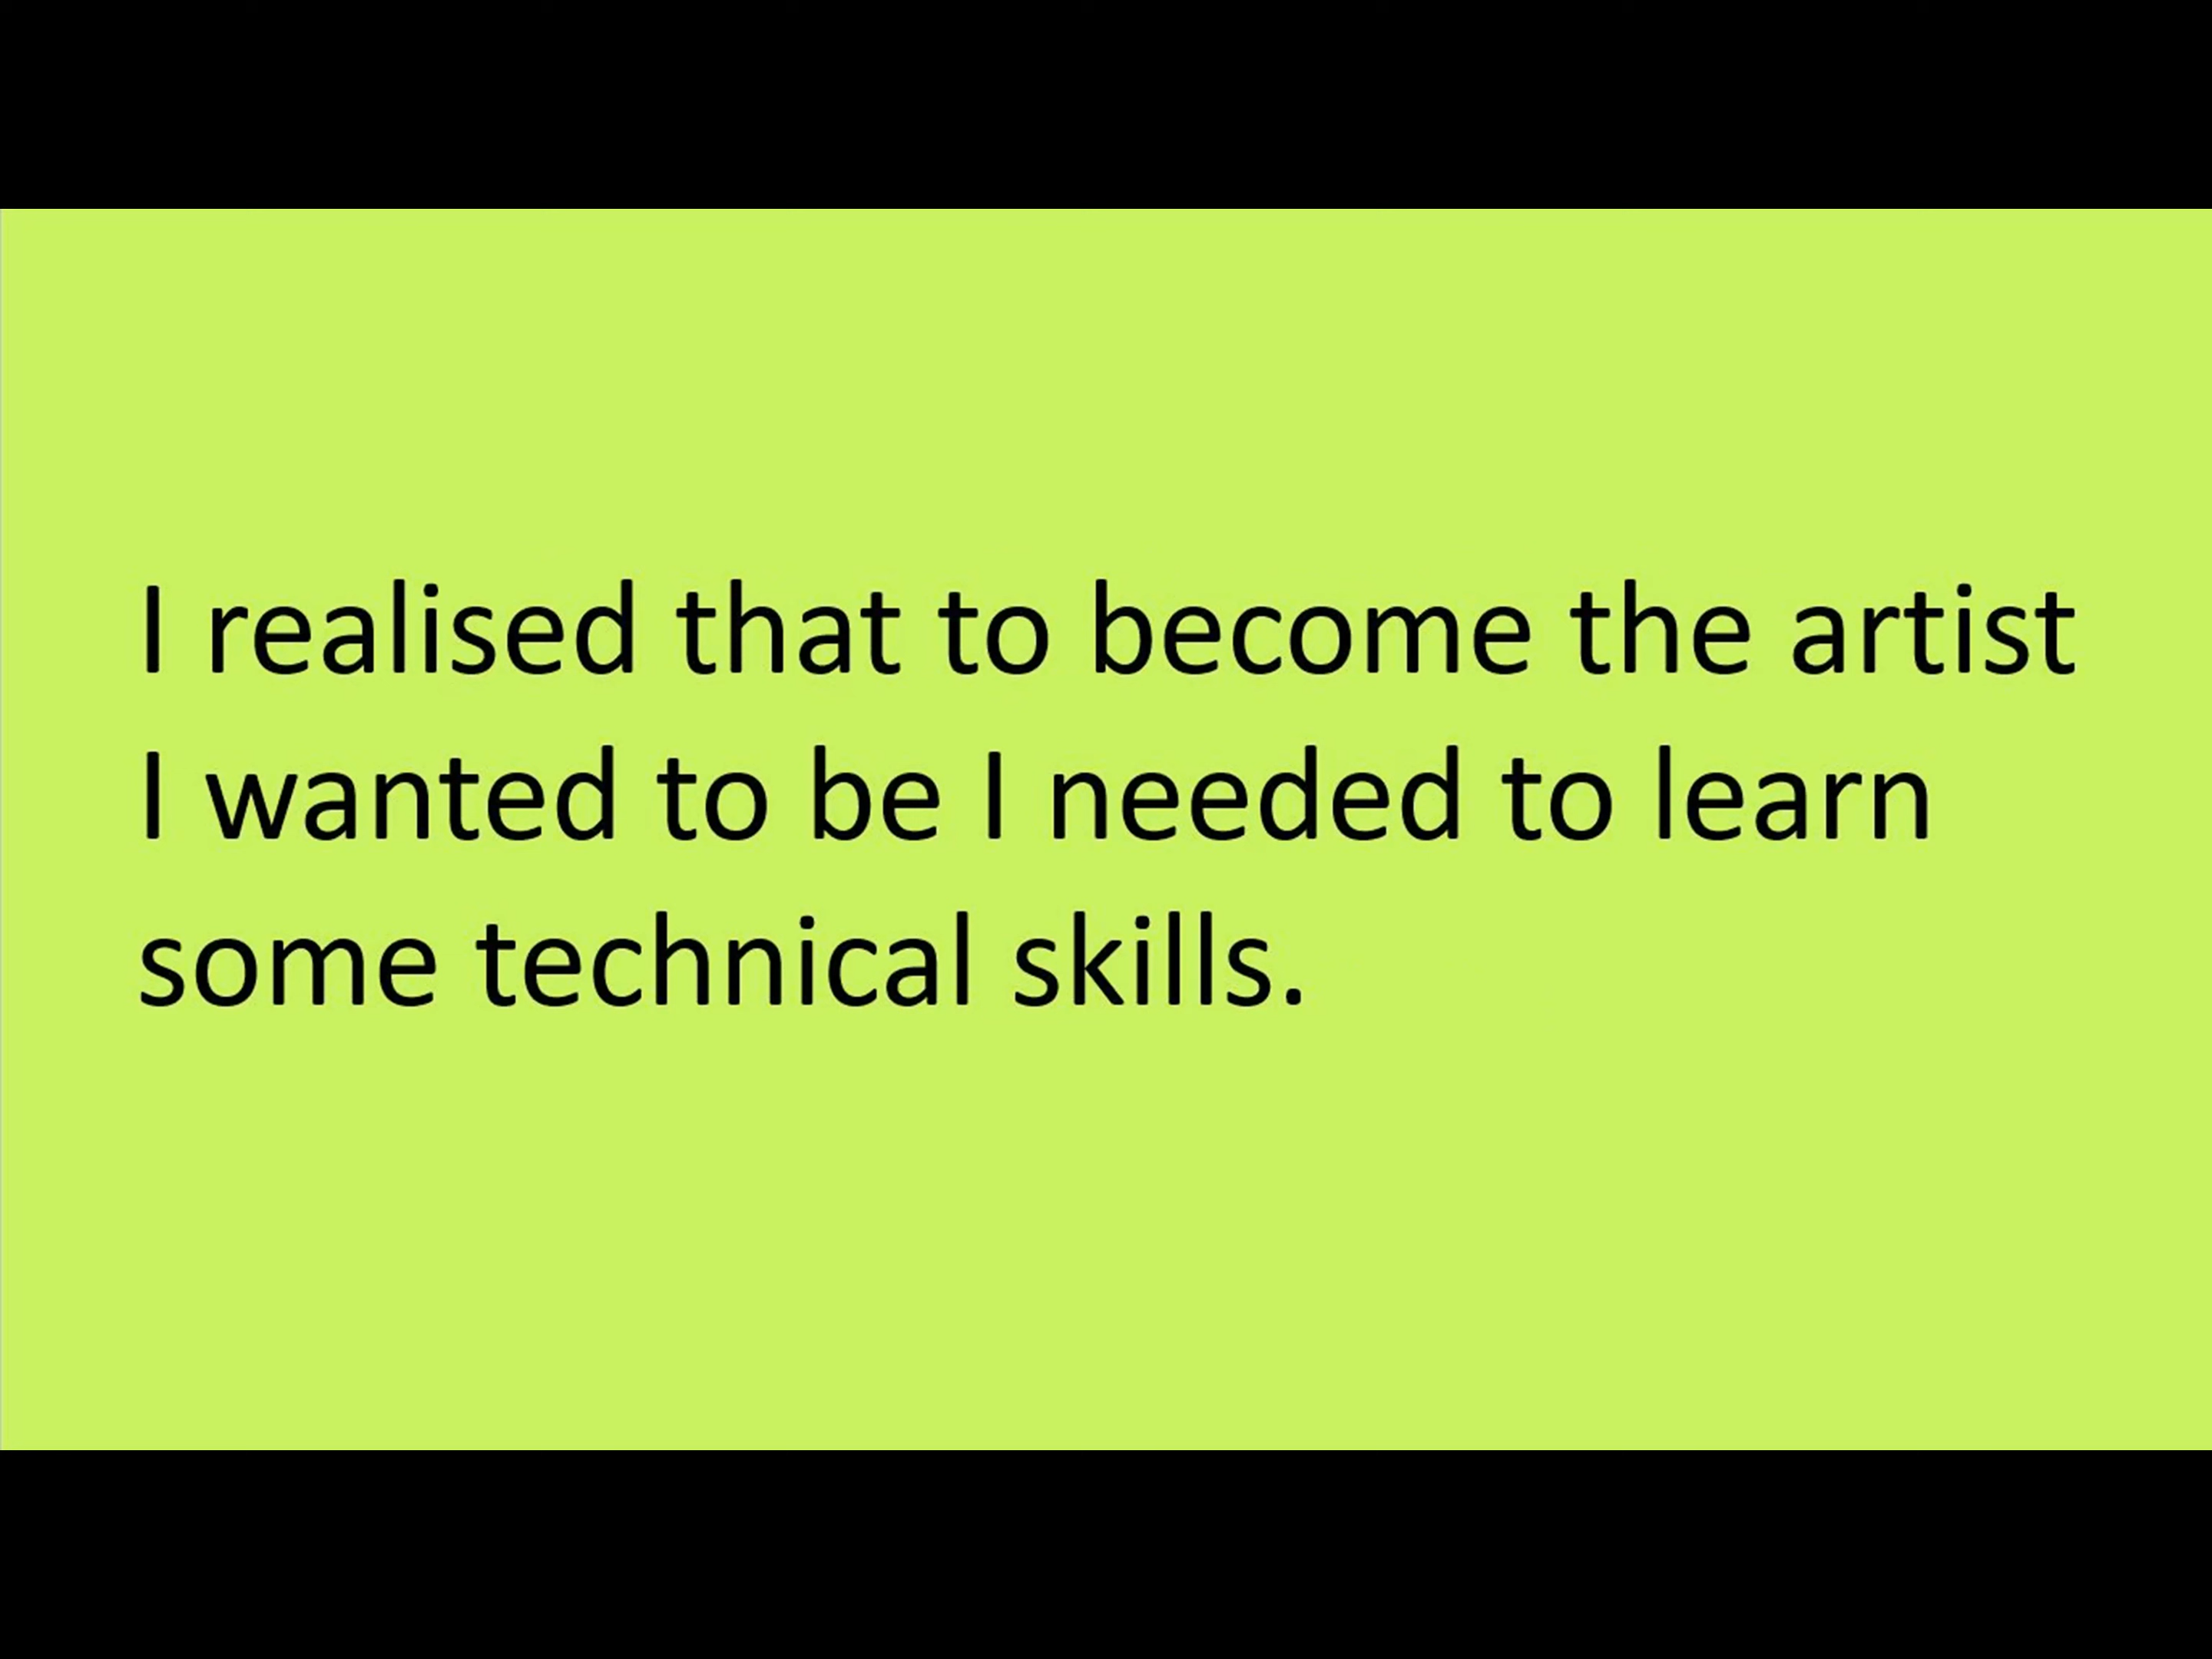 I realised that to become the artist
I wanted to be I needed to learn
some technical skills.